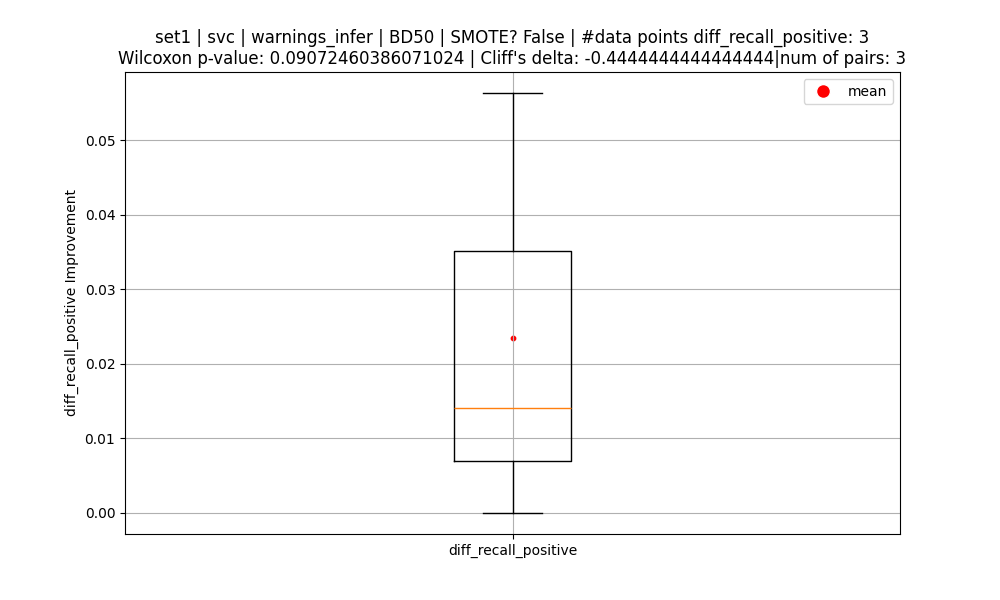 set1 | svc | warnings_infer | BD50 | SMOTE? False | #data points diff_recall_positive: 3
Wilcoxon p-value: 0.09072460386071024 | Cliff's delta: -0.4444444444444444|num of pairs: 3
mean
0.05
0.04
0.03
0.02
0.01
0.00
diff_recall_positive Improvement
diff_recall_positive